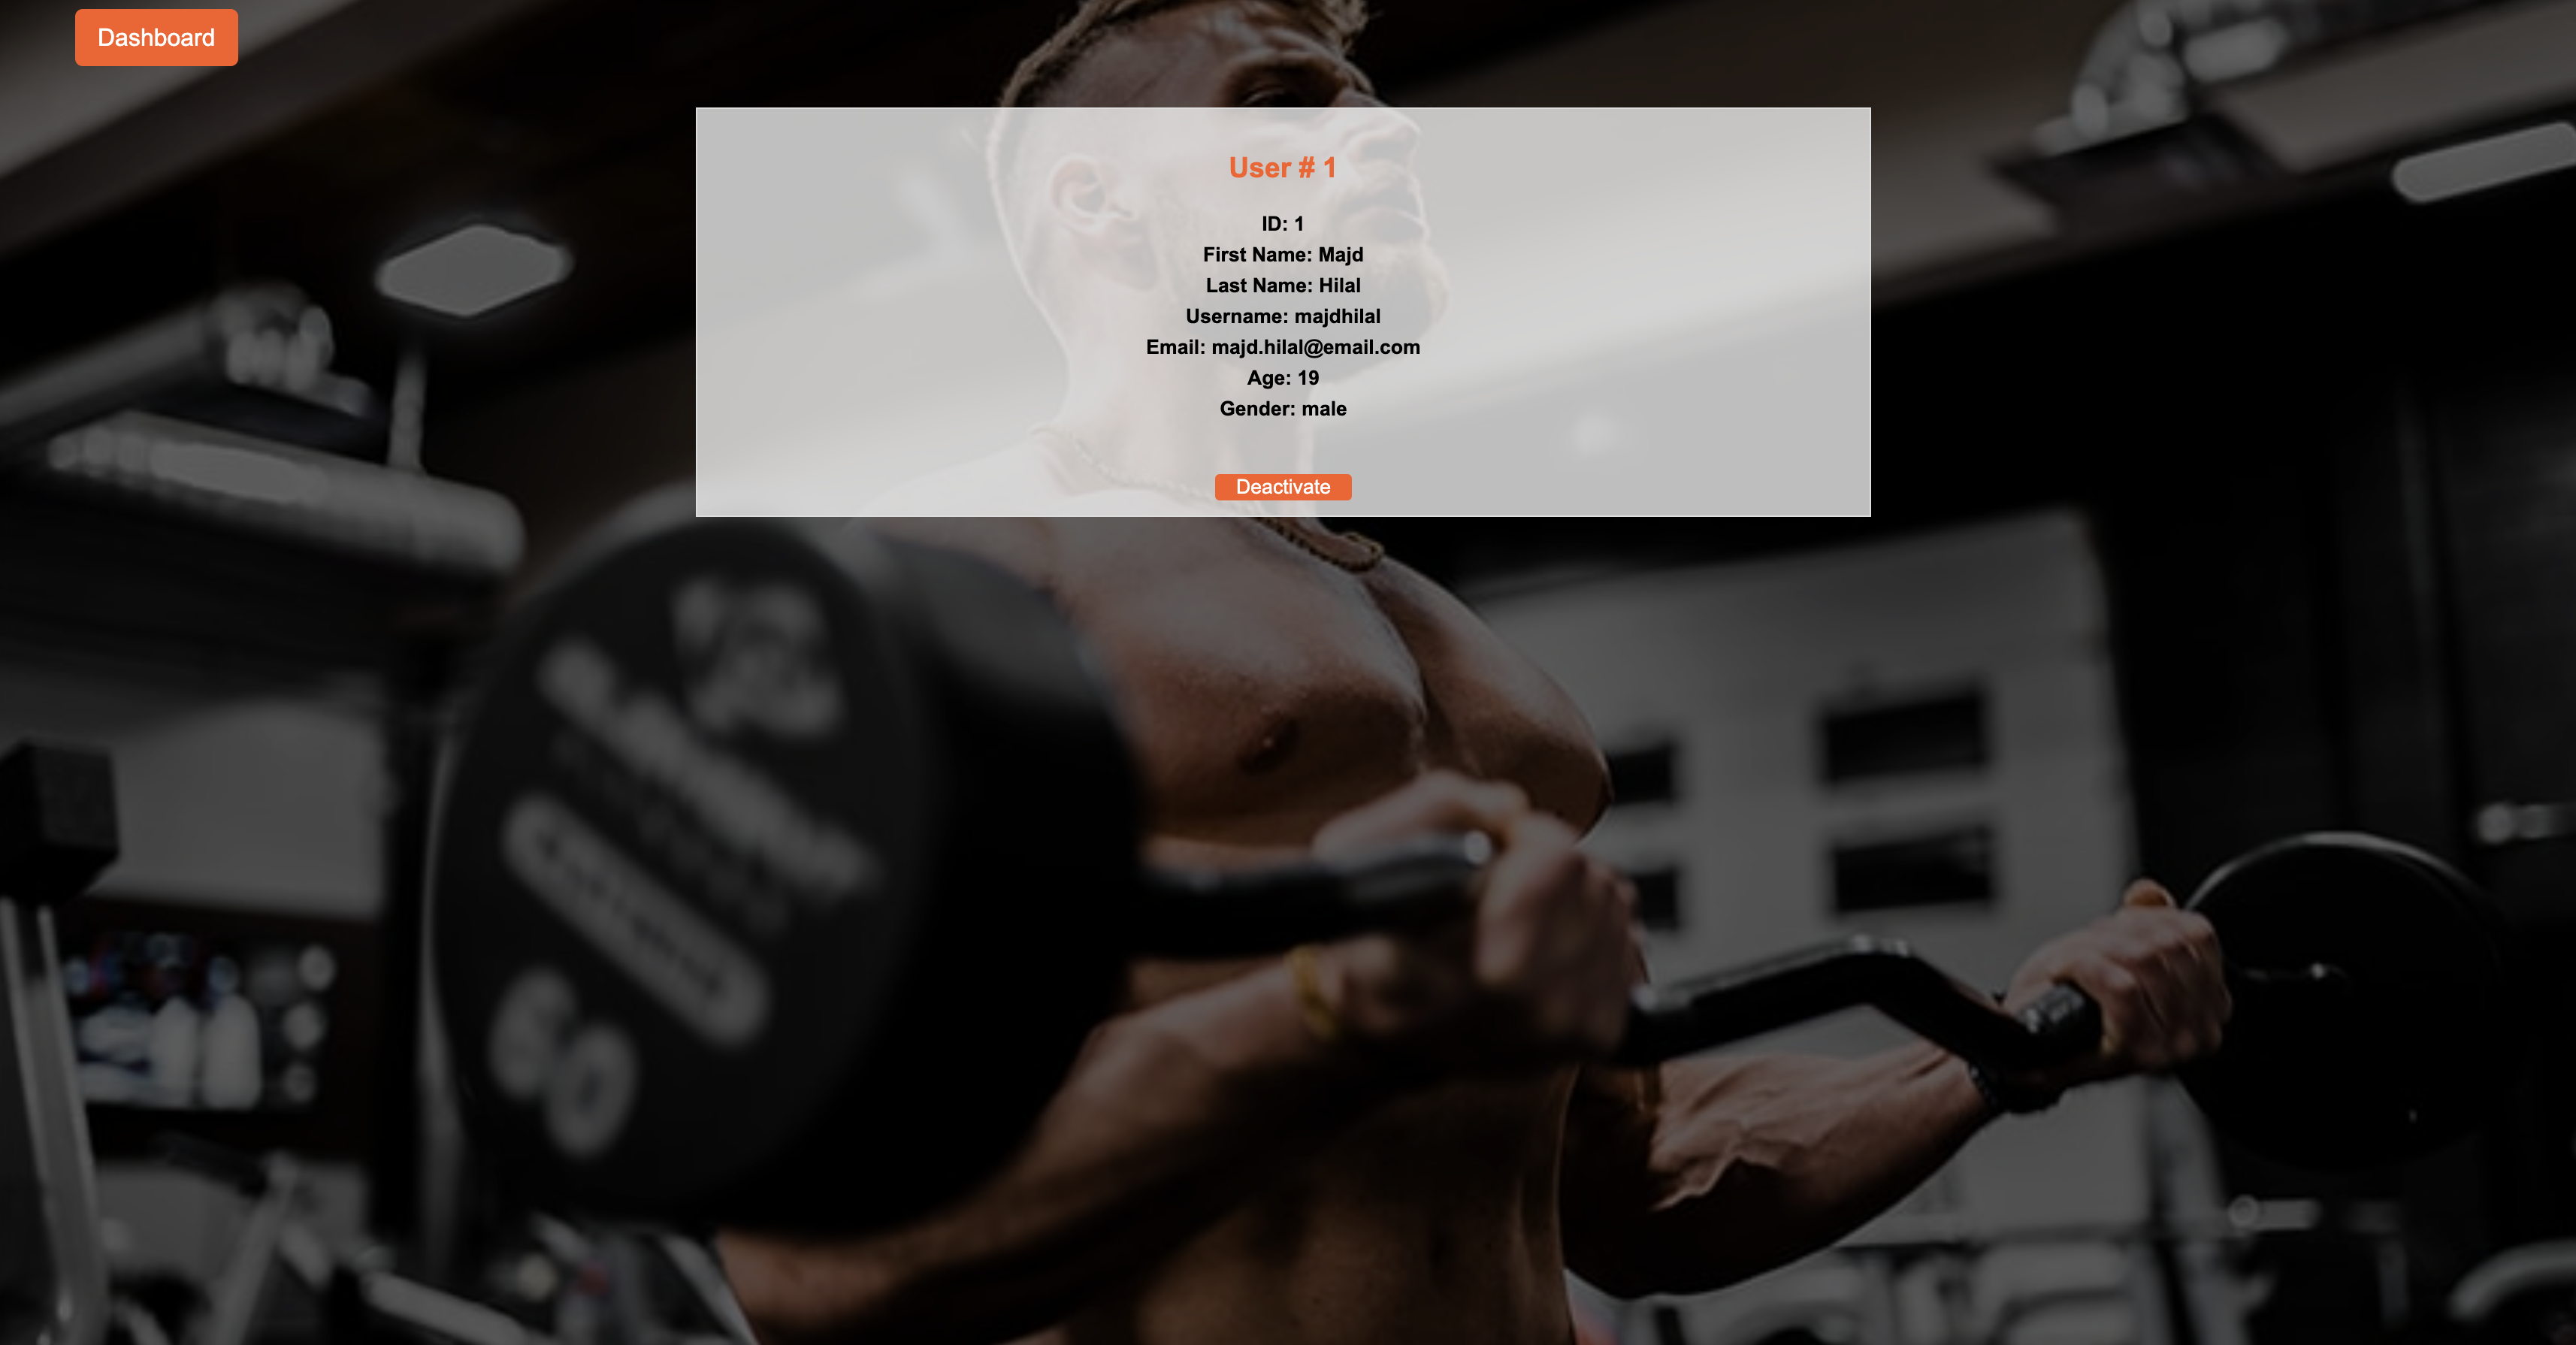 Dashboard
User # 1
ID: 1
First Name: Majd
Last Name: Hilal
Username: majdhilal
Email: majd.hilal@email.com
Age: 19
Gender: male
Deactivate
60